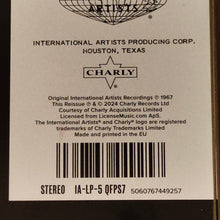 ARTISTS
INTERNATIONAL ARTISTS PRODUCING CORP.
HOUSTON, TEXAS
CHARLY
Original International Artists Recordings ℗ 1967
This Reissue ℗ & © 2024 Charly Records Ltd
Courtesy of Charly Acquisitions Limited
Licensed from LicenseMusic.com ApS.
The International Artists® and Charly® logo are registered
trademarks of Charly Trademarks Limited
Made and printed in the EU
STEREO IA-LP-5 QFPS7 5060767449257